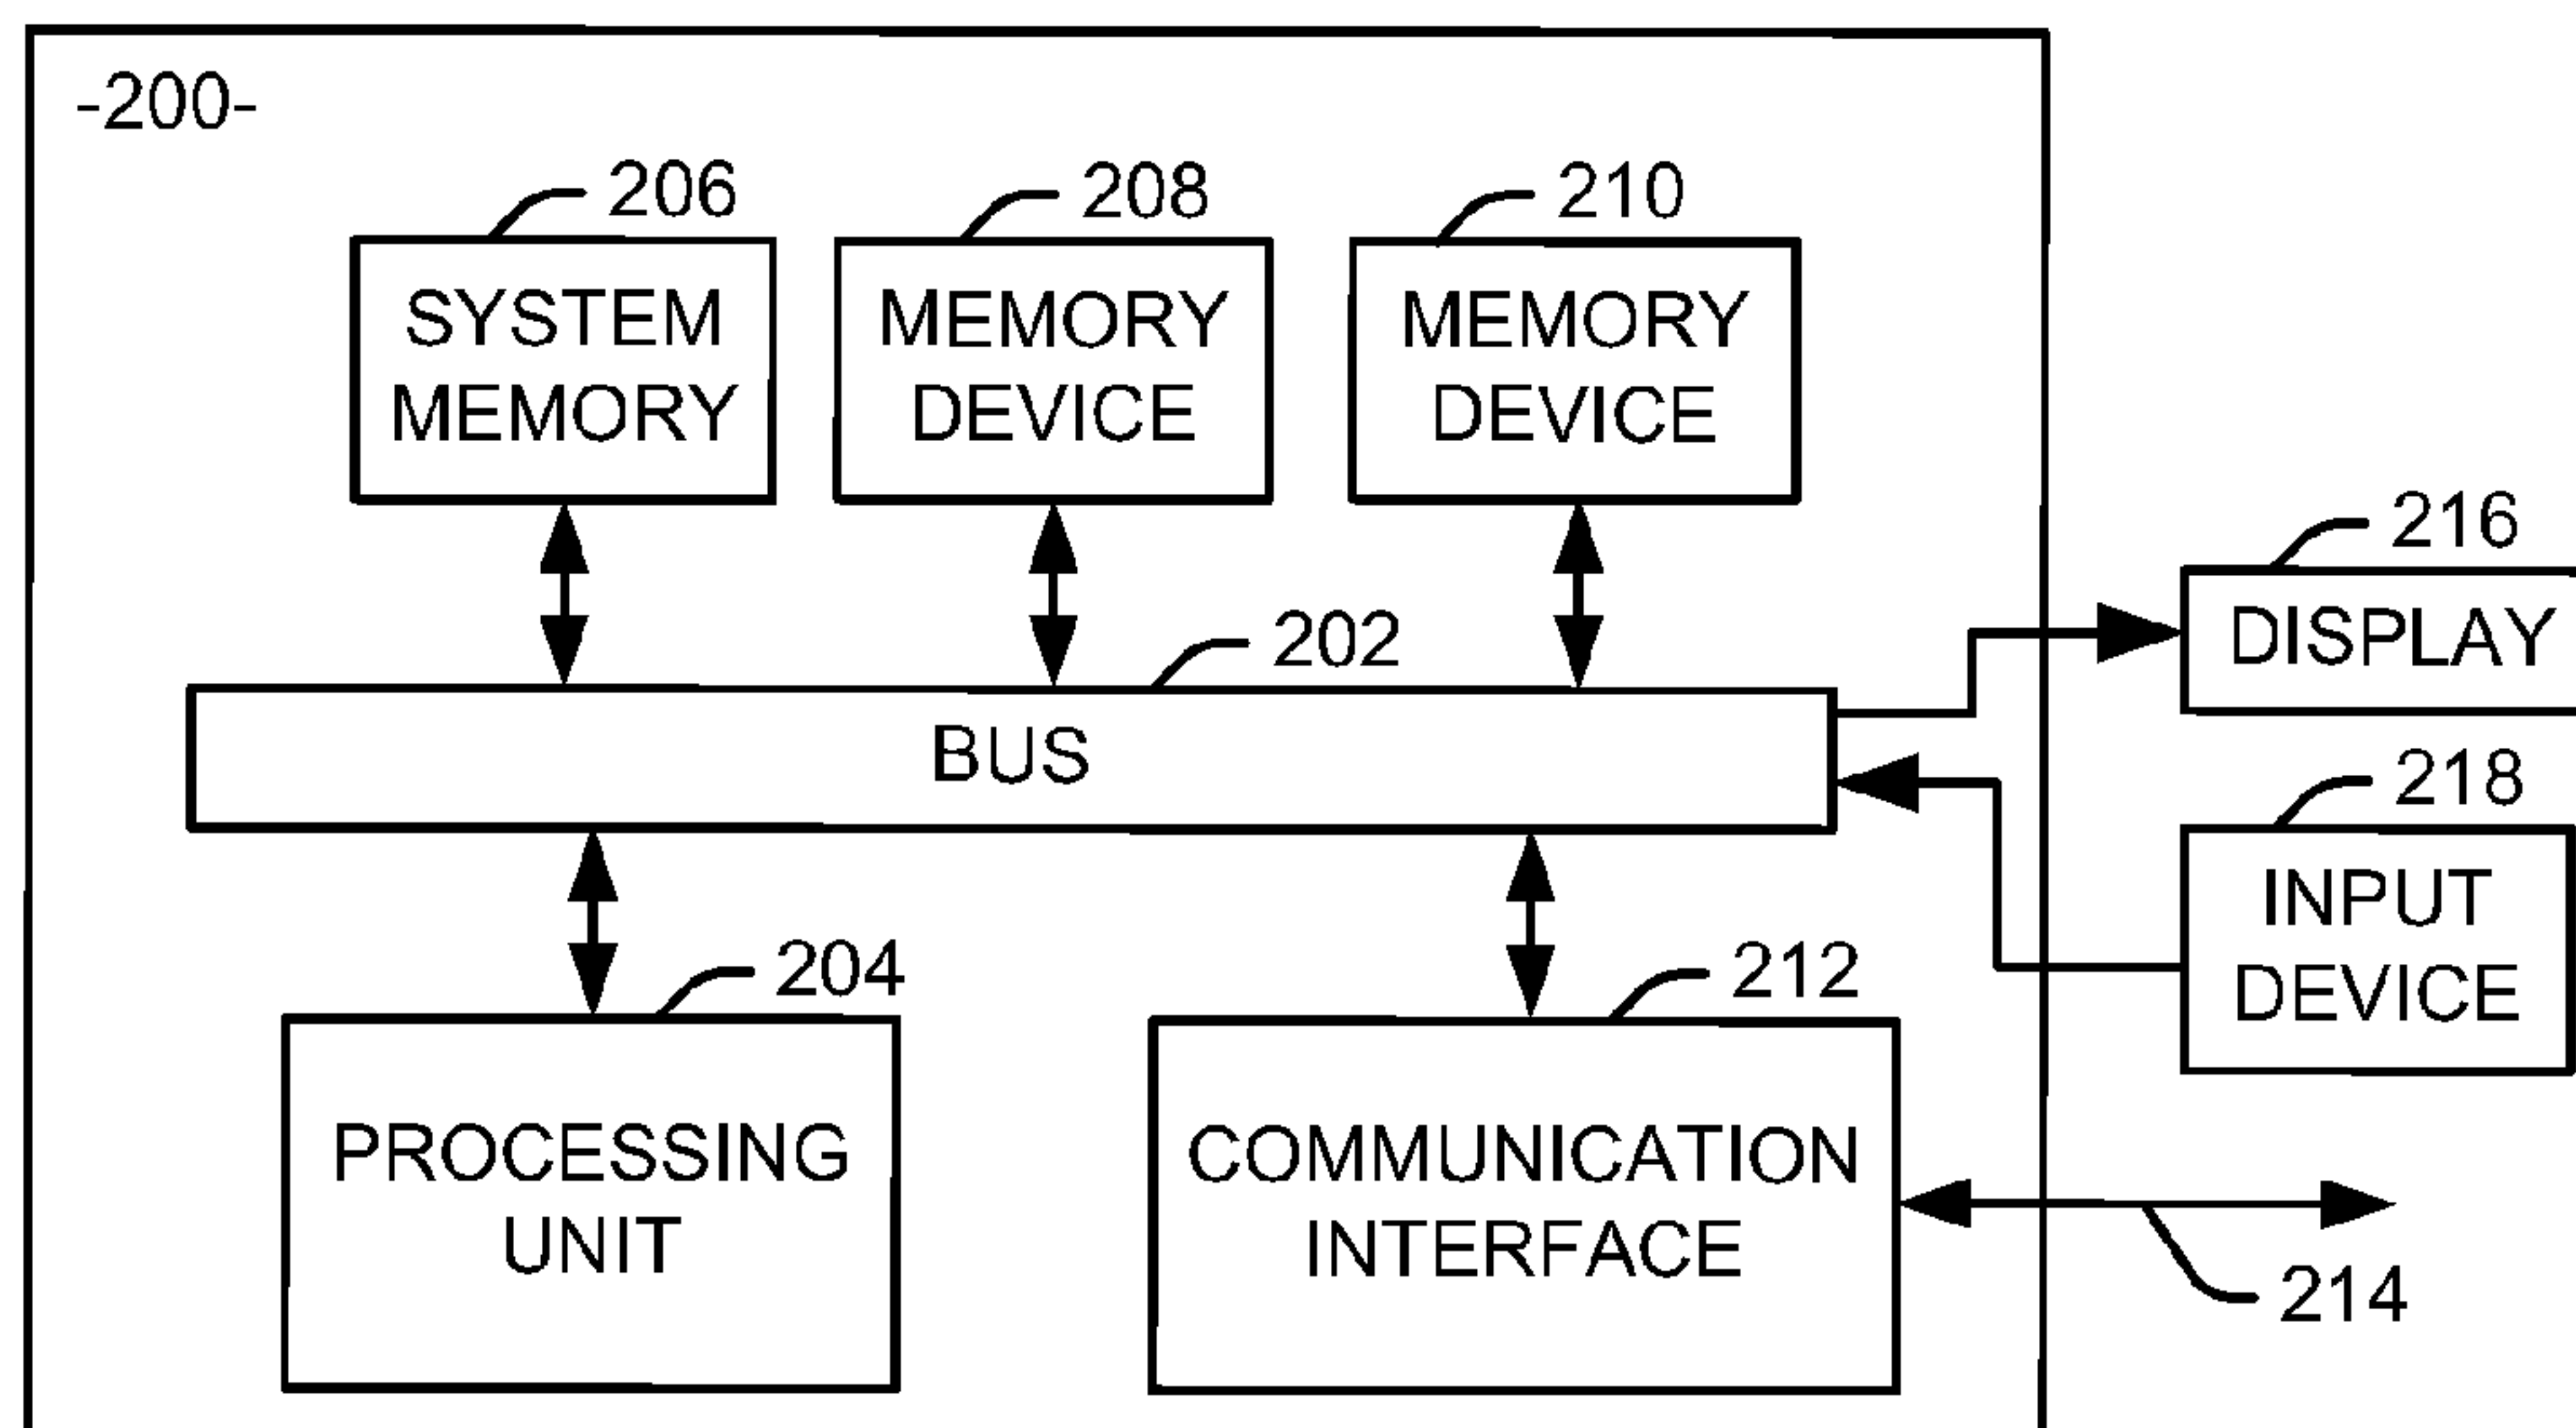 -200-
206
208
210
SYSTEM
MEMORY
MEMORY
DEVICE
MEMORY
DEVICE
216
DISPLAY
202
BUS
218
INPUT
DEVICE
204
212
PROCESSING
UNIT
COMMUNICATION
INTERFACE
214